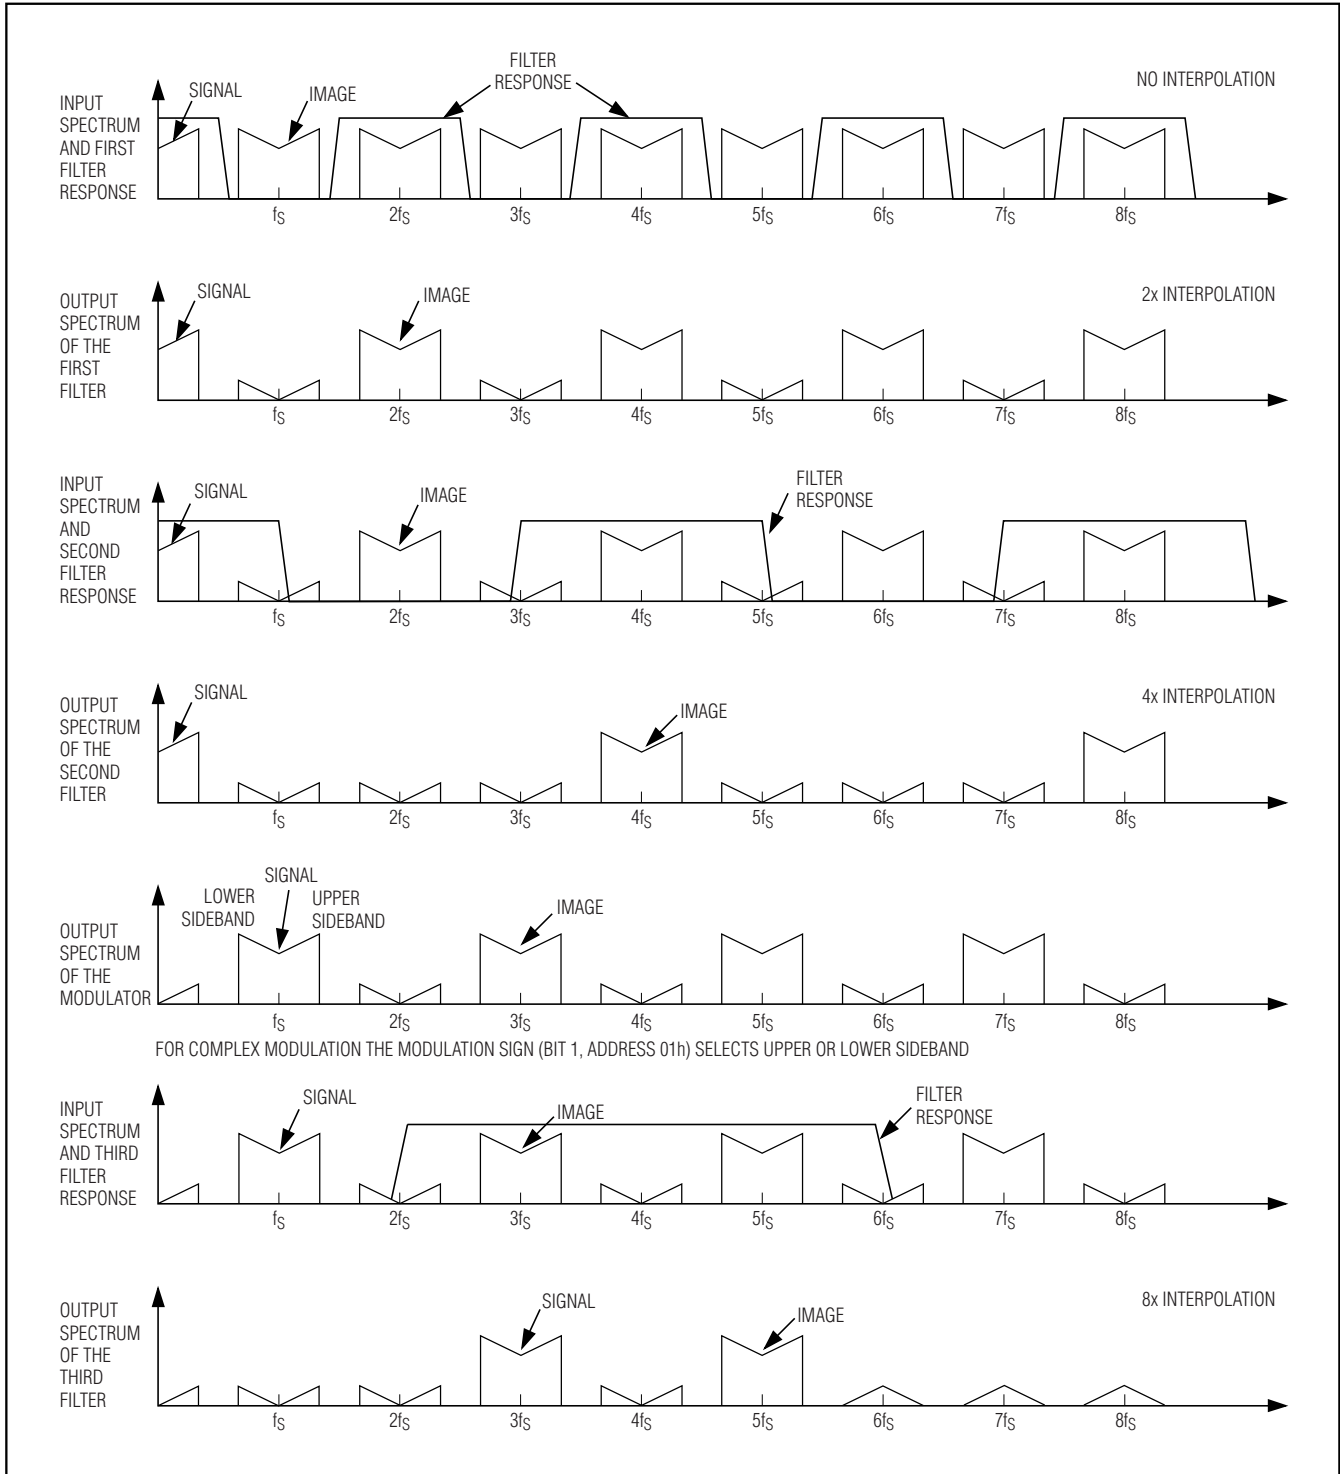 NO INTERPOLATION
FILTER
RESPONSE
SIGNAL
IMAGE
INPUT
SPECTRUM
AND FIRST
FILTER
RESPONSE
fS 2fS 3fS 4fS 5fS 6fS 7fS 8fS
2x INTERPOLATION
SIGNAL
IMAGE
OUTPUT
SPECTRUM
OF THE
FIRST
FILTER
fS 2fS 3fS 4fS 5fS 6fS 7fS 8fS
SIGNAL
IMAGE
FILTER
RESPONSE
INPUT
SPECTRUM
AND
SECOND
FILTER
RESPONSE
fS 2fS 3fS 4fS 5fS 6fS 7fS 8fS
4x INTERPOLATION
SIGNAL
IMAGE
OUTPUT
SPECTRUM
OF THE
SECOND
FILTER
fS 2fS 3fS 4fS 5fS 6fS 7fS 8fS
SIGNAL
LOWER
SIDEBAND
UPPER
SIDEBAND
IMAGE
OUTPUT
SPECTRUM
OF THE
MODULATOR
fS 2fS 3fS 4fS 5fS 6fS 7fS 8fS
FOR COMPLEX MODULATION THE MODULATION SIGN (BIT 1, ADDRESS 01h) SELECTS UPPER OR LOWER SIDEBAND
SIGNAL
IMAGE
FILTER
RESPONSE
INPUT
SPECTRUM
AND THIRD
FILTER
RESPONSE
fS 2fS 3fS 4fS 5fS 6fS 7fS 8fS
8x INTERPOLATION
SIGNAL
IMAGE
OUTPUT
SPECTRUM
OF THE
THIRD
FILTER
fS 2fS 3fS 4fS 5fS 6fS 7fS 8fS